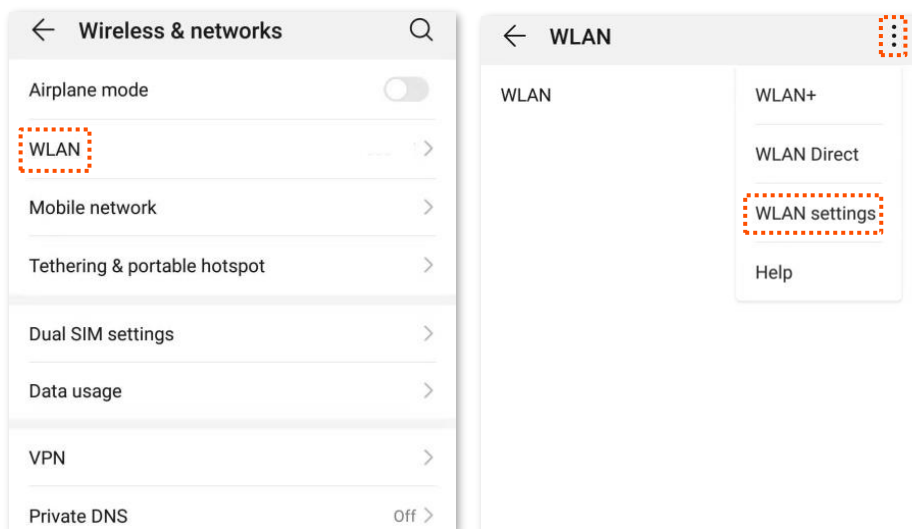 Wireless & networks
Airplane mode
WLAN
Mobile network
Tethering & portable hotspot
Dual SIM settings
Data usage
VPN
Private DNS Off
WLAN
WLAN
WLAN+
WLAN Direct
WLAN settings
Help